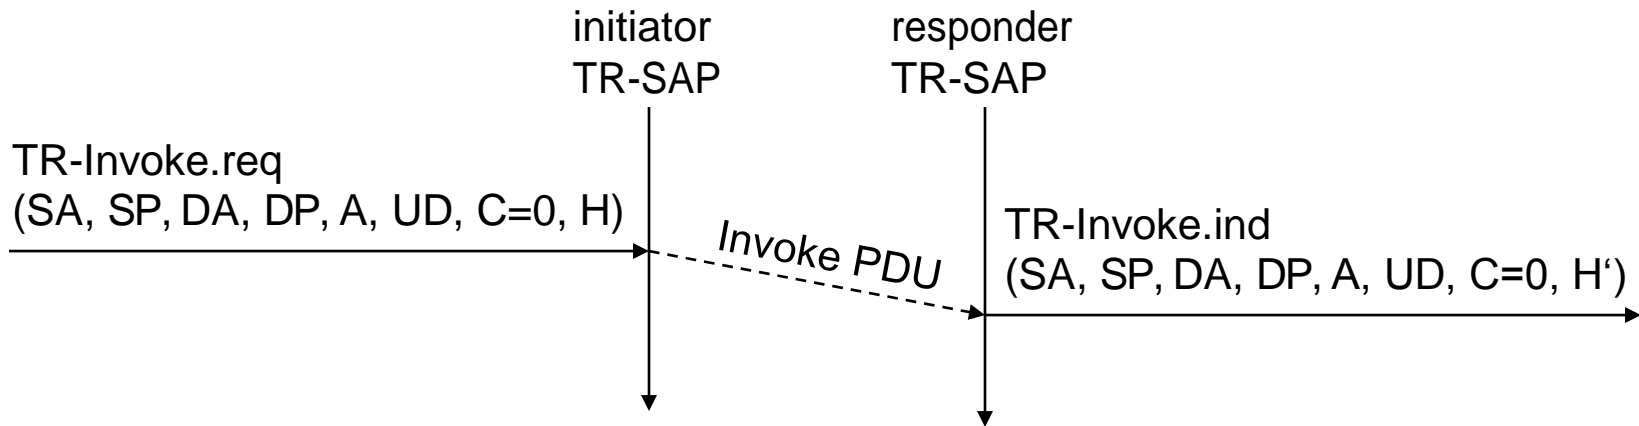 initiator
TR-SAP
responder
TR-SAP
TR-Invoke.req
(SA, SP, DA, DP, A, UD, C=0, H)
Invoke PDU
TR-Invoke.ind
(SA, SP, DA, DP, A, UD, C=0, H‘)